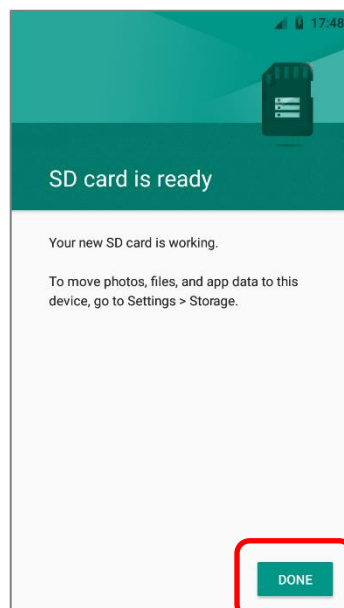 17:48
SD card is ready
Your new SD card is working.
To move photos, files, and app data to this
device, go to Settings > Storage.
DONE